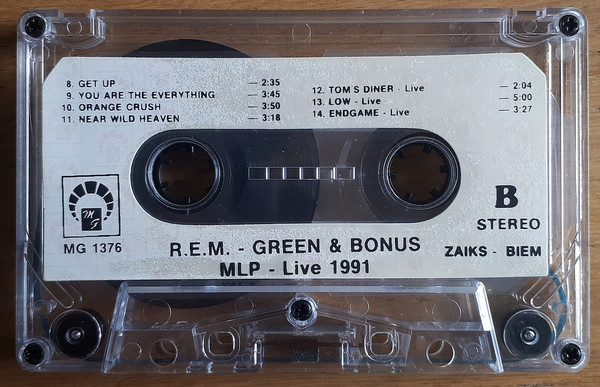 8. GET UP — 2:35
9. YOU ARE THE EVERYTHING — 3:45
10. ORANGE CRUSH — 3:50
11. NEAR WILD HEAVEN — 3:18
12. TOM'S DINER - Live — 2:04
13. LOW - Live — 5:00
14. ENDGAME - Live — 3:27
MG
MG 1376
B
STEREO
R.E.M. - GREEN & BONUS
MLP - Live 1991
ZAIKS - BIEM